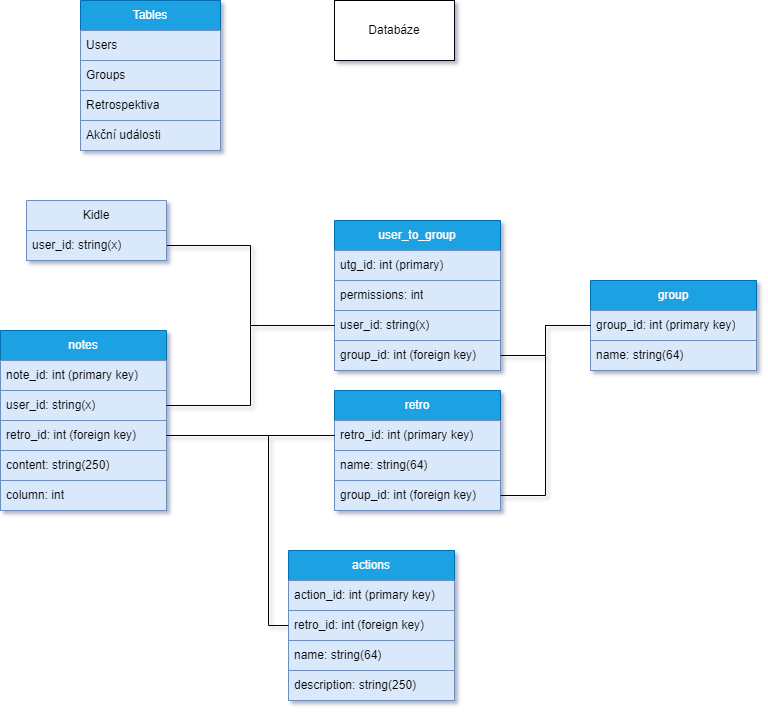 Tables
Users
Groups
Retrospektiva
Akční události
Databáze
Kidle
user_id: string(x)
notes
note_id: int (primary key)
user_id: string(x)
retro_id: int (foreign key)
content: string(250)
column: int
user_to_group
utg_id: int (primary)
permissions: int
user_id: string(x)
group_id: int (foreign key)
group
group_id: int (primary key)
name: string(64)
retro
retro_id: int (primary key)
name: string(64)
group_id: int (foreign key)
actions
action_id: int (primary key)
retro_id: int (foreign key)
name: string(64)
description: string(250)